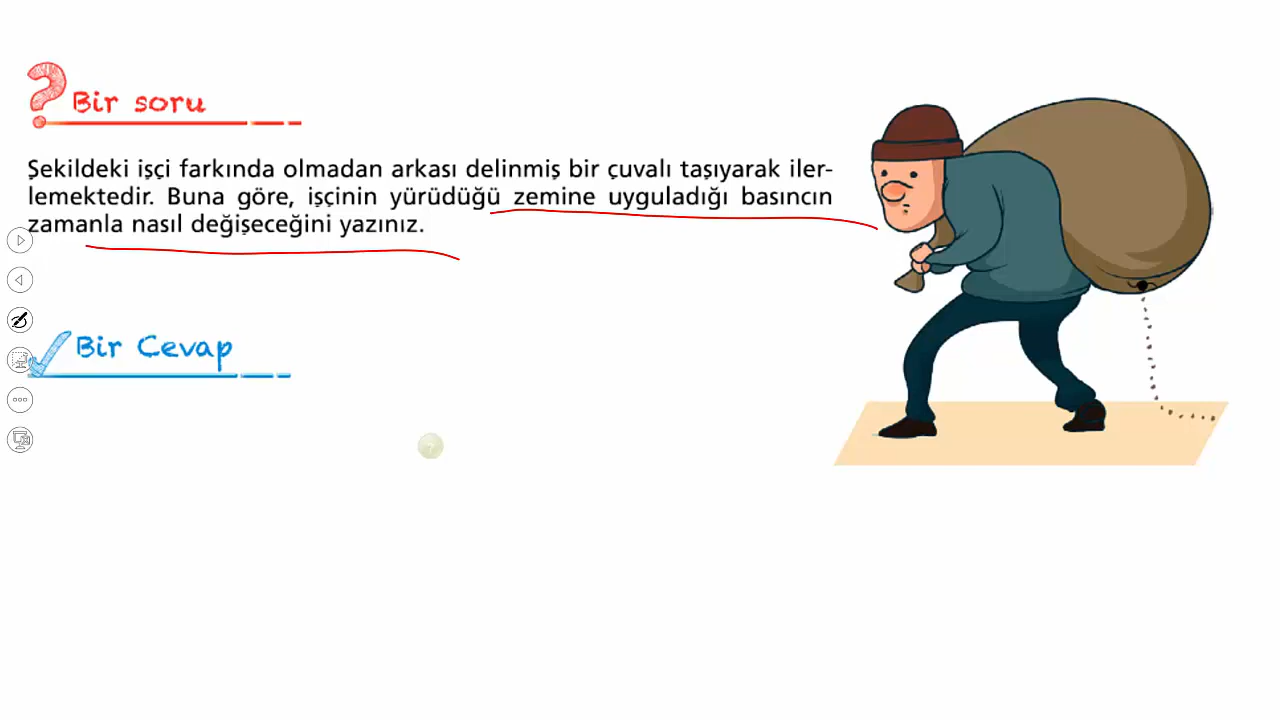 Bir soru
Şekildeki işçi farkında olmadan arkası delinmiş bir çuvalı taşıyarak iler-
lemektedir. Buna göre, işçinin yürüdüğü zemine uyguladığı basıncın
zamanla nasıl değişeceğini yazınız.
Bir Cevap